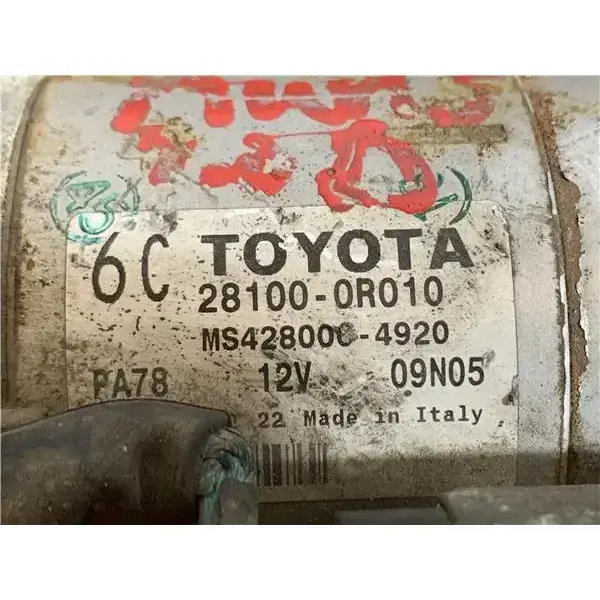 6C TOYOTA
28100-0R010
MS428000-4920
PA78 12V 09N05
22 Made in Italy